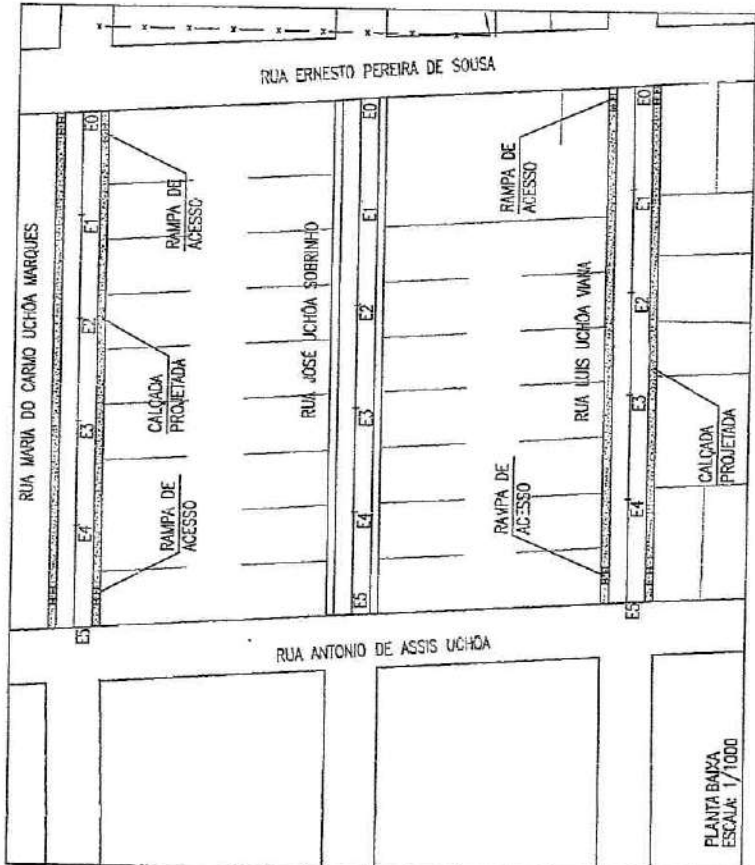 RUA ERNESTO PEREIRA DE SOUSA
RUA MARIA DO CARMO UCHÔA MARQUES
E5
E4
E3
E2
E1
E0
RAMPA DE
ACESSO
CALÇADA
PROJETADA
RAMPA DE
ACESSO
RUA JOSÉ UCHÔA SOBRINHO
E5
E4
E3
E2
E1
E0
RAMPA DE
ACESSO
RAMPA DE
ACESSO
RUA LUIS UCHÔA VIANA
E5
E4
E3
E2
E1
E0
CALÇADA
PROJETADA
RUA ANTONIO DE ASSIS UCHÔA
PLANTA BAIXA
ESCALA: 1/1000